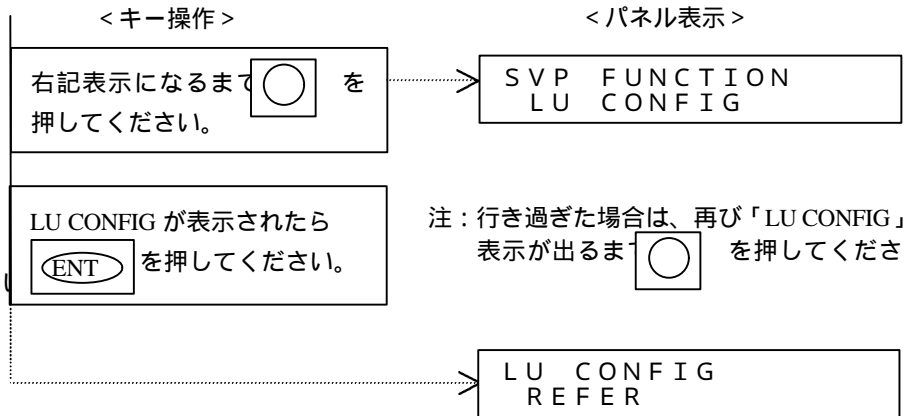 ＜キー操作＞
＜パネル表示＞
右記表示になるまで を
押してください。
ＳＶＰ ＦＵＮＣＴＩＯＮ
ＬＵ ＣＯＮＦＩＧ
LU CONFIG が表示されたら
ENT を押してください。
注：行き過ぎた場合は、再び「LU CONFIG」
表示が出るま を押してくださ
ＬＵ ＣＯＮＦＩＧ
ＲＥＦＥＲ